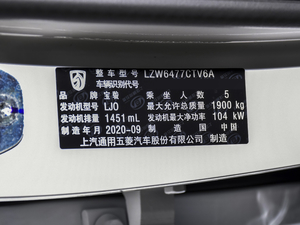 整车型号 LZW6477CTV6A
车辆识别代号
品牌 宝骏 乘坐人数 5
发动机型号 LJO 最大允许总质量 1900 kg
发动机排量 1451 mL 发动机最大净功率 104 kW
制造年月 2020-09 制造国 中国
上汽通用五菱汽车股份有限公司制造